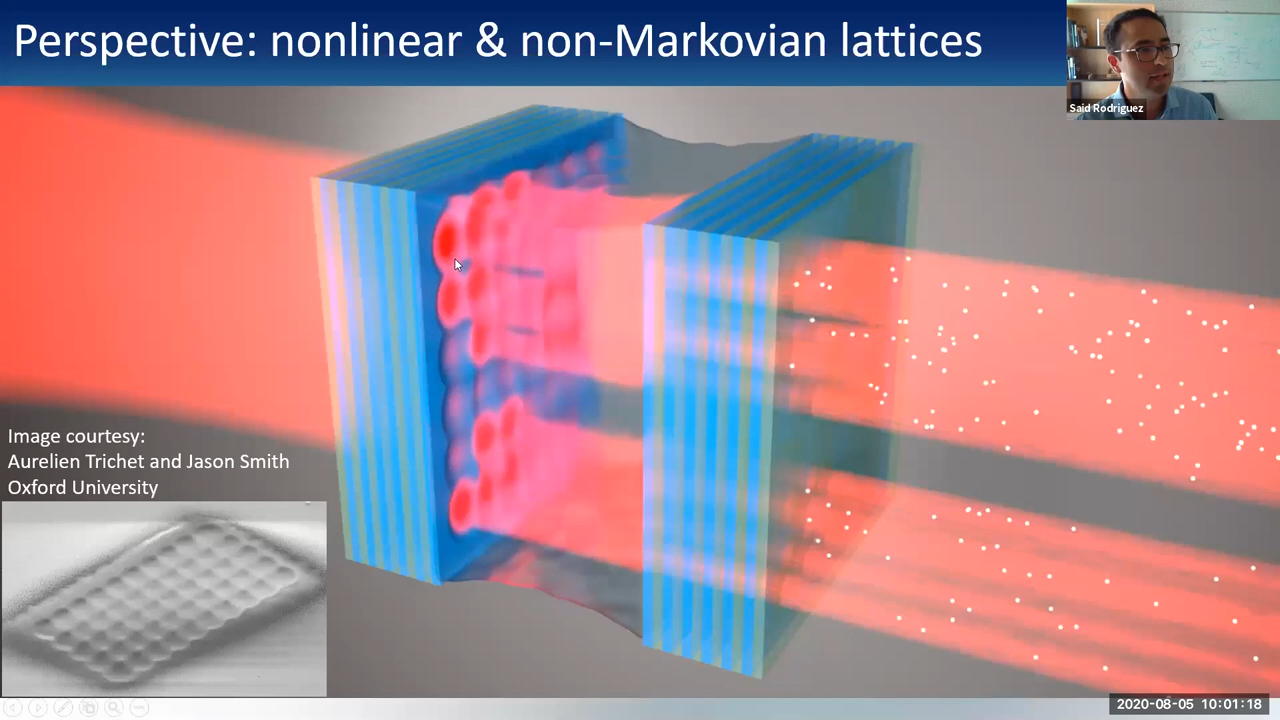 Perspective: nonlinear & non-Markovian lattices
Said Rodriguez
Image courtesy:
Aurelien Trichet and Jason Smith
Oxford University
2020-08-05 10:01:18